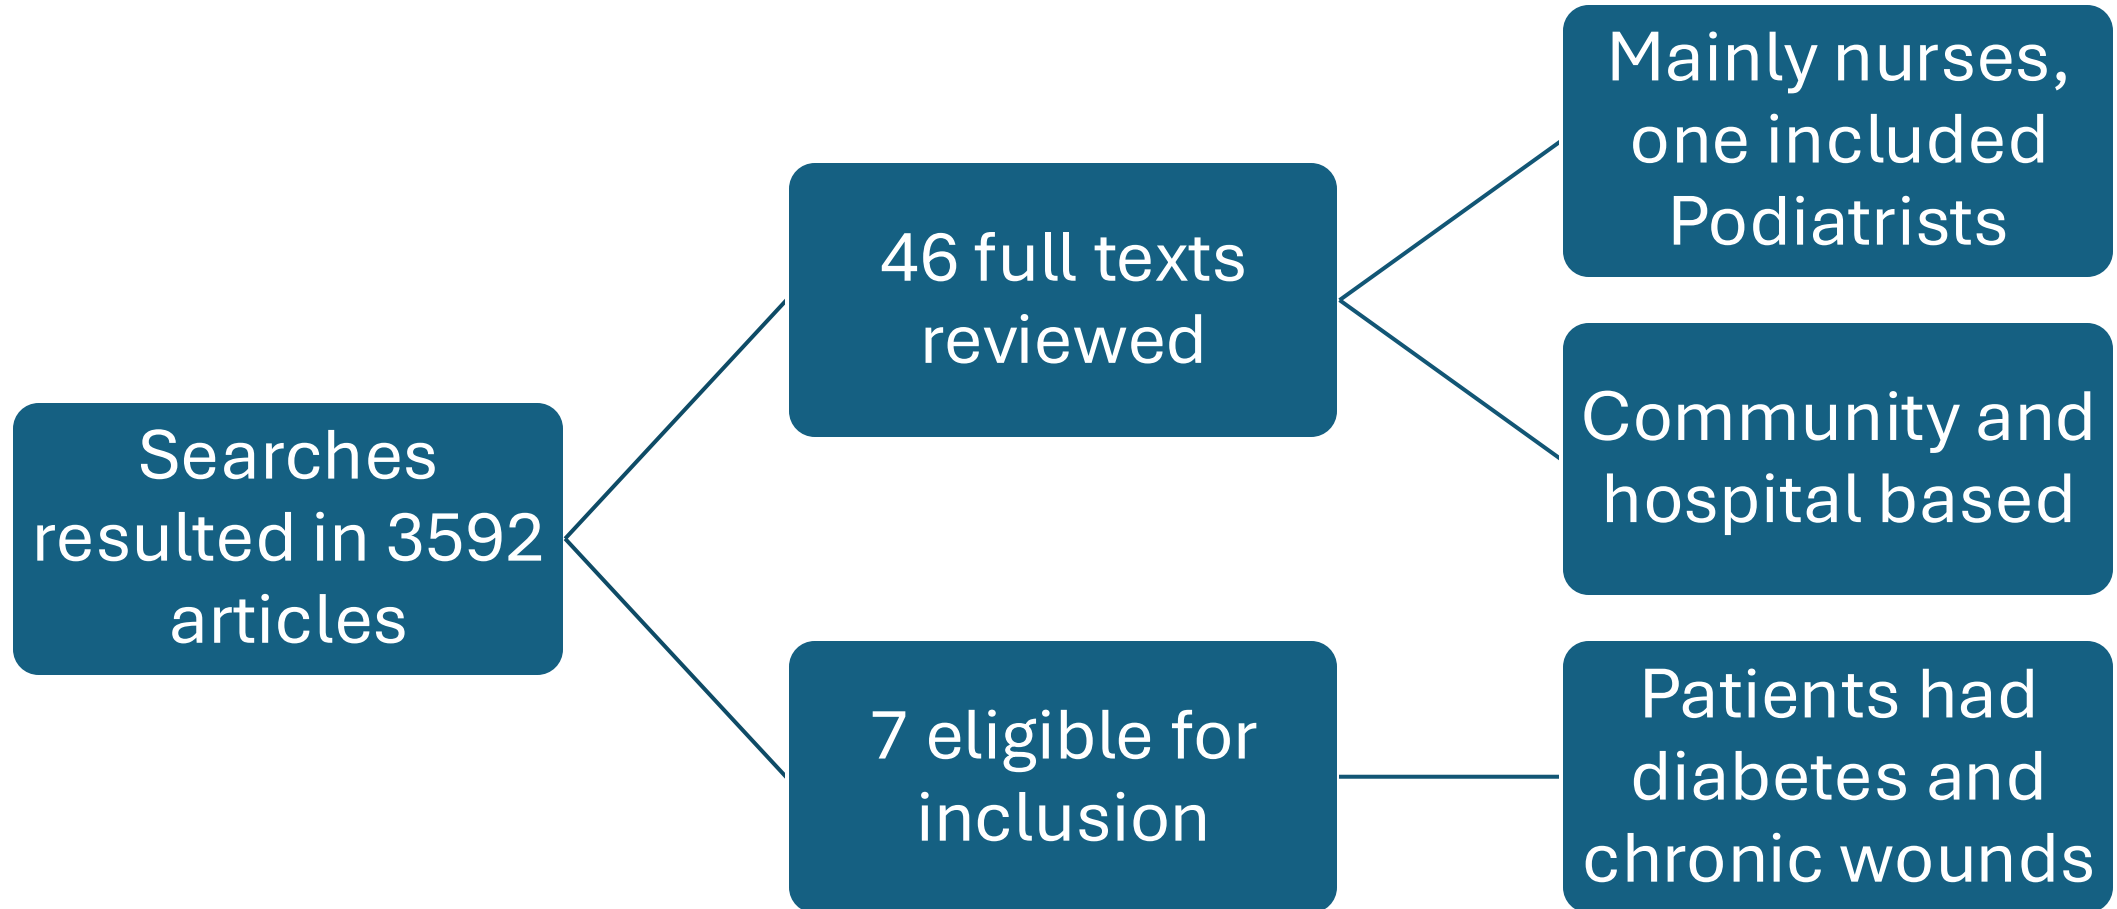 Searches
resulted in 3592
articles
46 full texts
reviewed
7 eligible for
inclusion
Mainly nurses,
one included
Podiatrists
Community and
hospital based
Patients had
diabetes and
chronic wounds